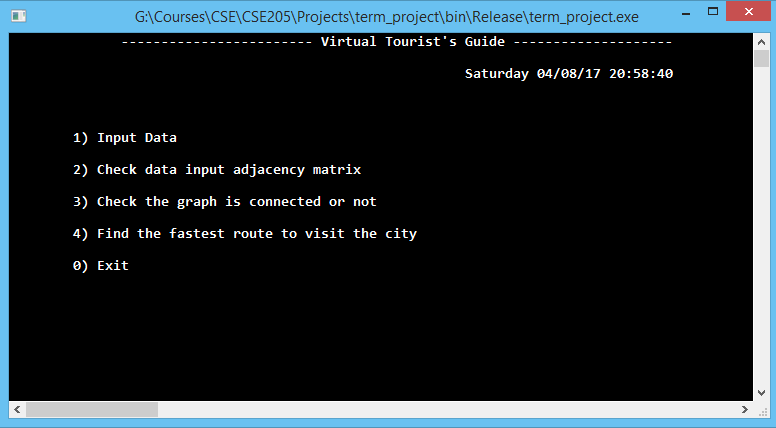 G:\Courses\CSE\CSE205\Projects\term_project\bin\Release\term_project.exe
------------------------ Virtual Tourist's Guide --------------------
Saturday 04/08/17 20:58:40
1) Input Data
2) Check data input adjacency matrix
3) Check the graph is connected or not
4) Find the fastest route to visit the city
0) Exit